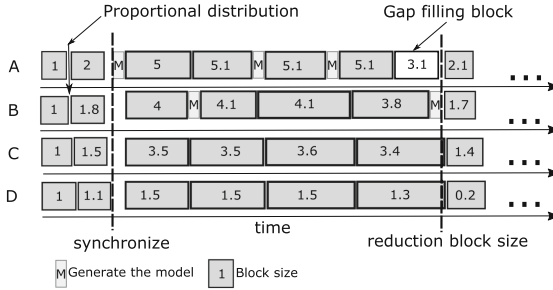 Proportional distribution
Gap filling block
A 1 2 M 5 5.1 M 5.1 M 5.1 3.1 2.1 ...
B 1 1.8 4 M 4.1 4.1 3.8 M 1.7 ...
C 1 1.5 3.5 3.5 3.6 3.4 1.4 ...
D 1 1.1 1.5 1.5 1.5 1.3 0.2 ...
synchronize
time
reduction block size
M Generate the model
1 Block size